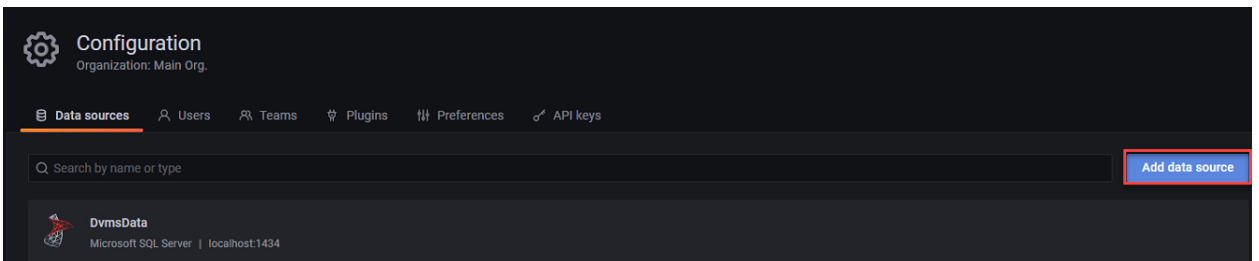 Configuration
Organization: Main Org.
Data sources Users Teams Plugins Preferences API keys
Search by name or type Add data source
DvmsData
Microsoft SQL Server | localhost:1434